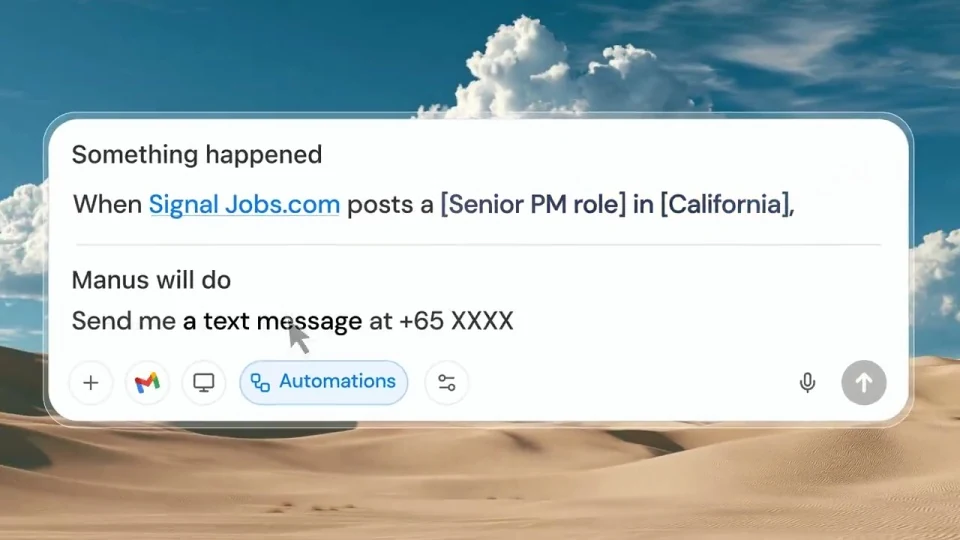 Something happened
When Signal Jobs.com posts a [Senior PM role] in [California],
Manus will do
Send me a text message at +65 XXXX
Automations